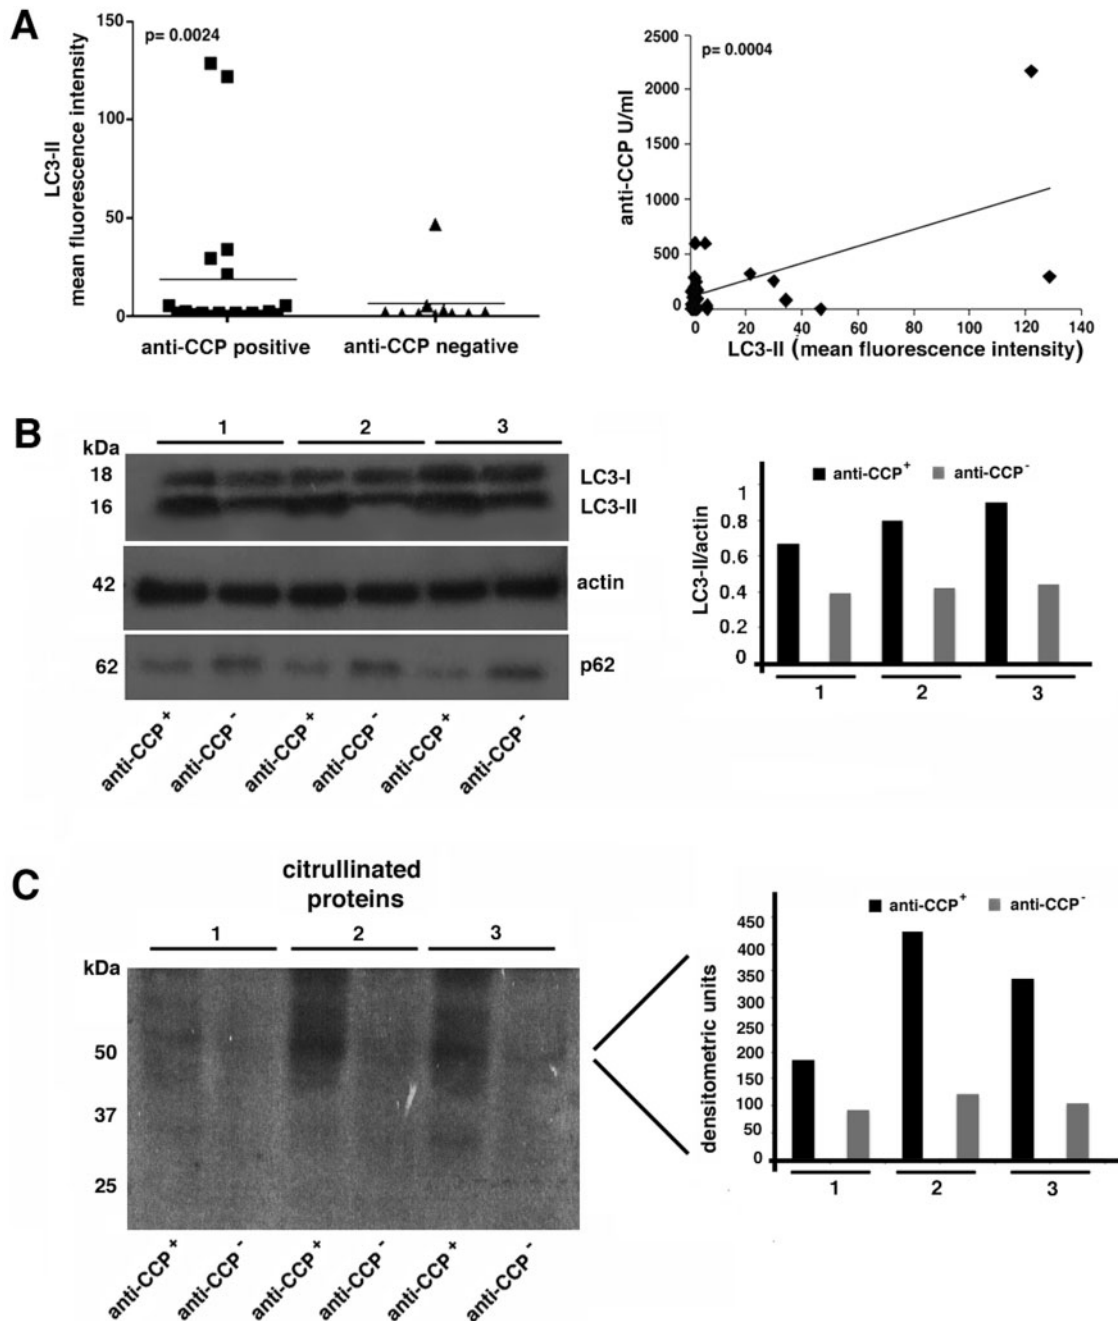 A
p= 0.0024
LC3-II
mean fluorescence intensity
150
100
50
0
anti-CCP positive
anti-CCP negative
p= 0.0004
anti-CCP U/ml
2500
2000
1500
1000
500
0
0 20 40 60 80 100 120 140
LC3-II (mean fluorescence intensity)
B
1 2 3
kDa
18
16
42
62
LC3-I
LC3-II
actin
p62
anti-CCP+ anti-CCP- anti-CCP+ anti-CCP- anti-CCP+ anti-CCP-
anti-CCP+ anti-CCP-
LC3-II/actin
1
0.8
0.6
0.4
0.2
0
1 2 3
C
citrullinated
proteins
1 2 3
kDa
50
37
25
anti-CCP+ anti-CCP- anti-CCP+ anti-CCP- anti-CCP+ anti-CCP-
anti-CCP+ anti-CCP-
densitometric units
450
400
350
300
250
200
150
100
50
0
1 2 3